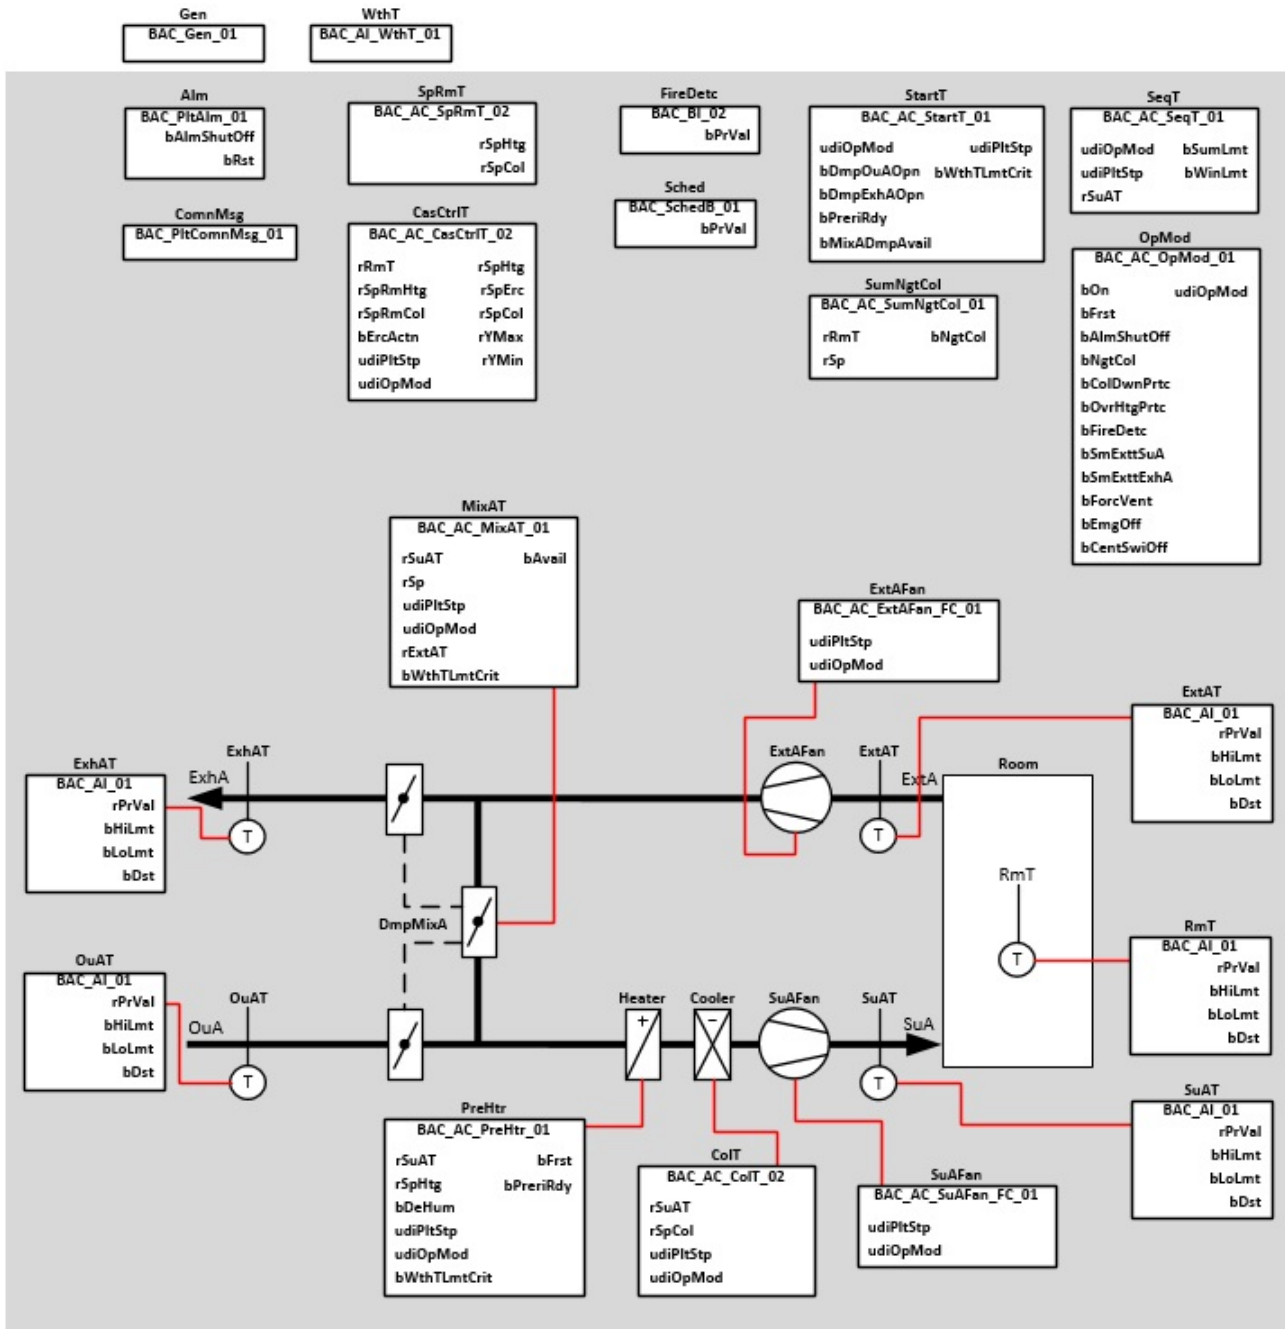 Gen
BAC_Gen_01
WthT
BAC_AI_WthT_01
Alm
BAC_PltAlm_01
bAlmShutOff
bRst
SpRmT
BAC_AC_SpRmT_02
rSpHtg
rSpCol
FireDetc
BAC_BI_02
bPrVal
StartT
BAC_AC_StartT_01
udiOpMod udiPltStp
bDmpOuAOpn bWthTLmtCrit
bDmpExhAOpn
bPreriRdy
bMixADmpAvail
SeqT
BAC_AC_SeqT_01
udiOpMod bSumLmt
udiPltStp bWinLmt
rSuAT
ComnMsg
BAC_PltComnMsg_01
CasCtrlT
BAC_AC_CasCtrlT_02
rRmT rSpHtg
rSpRmHtg rSpErc
rSpRmCol rSpCol
bErcActn rYMax
udiPltStp rYMin
udiOpMod
Sched
BAC_SchedB_01
bPrVal
SumNgtCol
BAC_AC_SumNgtCol_01
rRmT bNgtCol
rSp
OpMod
BAC_AC_OpMod_01
bOn udiOpMod
bFrst
bAlmShutOff
bNgtCol
bColDwnPrtc
bOvrHtgPrtc
bFireDetc
bSmExttSuA
bSmExttExhA
bForcVent
bEmgOff
bCentSwiOff
MixAT
BAC_AC_MixAT_01
rSuAT bAvail
rSp
udiPltStp
udiOpMod
rExtAT
bWthTLmtCrit
ExtAFan
BAC_AC_ExtAFan_FC_01
udiPltStp
udiOpMod
ExtAT
BAC_AI_01
rPrVal
bHiLmt
bLoLmt
bDst
ExhAT
BAC_AI_01
rPrVal
bHiLmt
bLoLmt
bDst
ExhA
ExhAT
T
ExtAFan
ExtAT
T
ExtA
Room
RmT
T
DmpMixA
RmT
BAC_AI_01
rPrVal
bHiLmt
bLoLmt
bDst
OuAT
BAC_AI_01
rPrVal
bHiLmt
bLoLmt
bDst
OuA
OuAT
T
Heater
+
Cooler
−
SuAFan
SuAT
T
SuA
SuAT
BAC_AI_01
rPrVal
bHiLmt
bLoLmt
bDst
PreHtr
BAC_AC_PreHtr_01
rSuAT bFrst
rSpHtg bPreriRdy
bDeHum
udiPltStp
udiOpMod
bWthTLmtCrit
ColT
BAC_AC_ColT_02
rSuAT
rSpCol
udiPltStp
udiOpMod
SuAFan
BAC_AC_SuAFan_FC_01
udiPltStp
udiOpMod